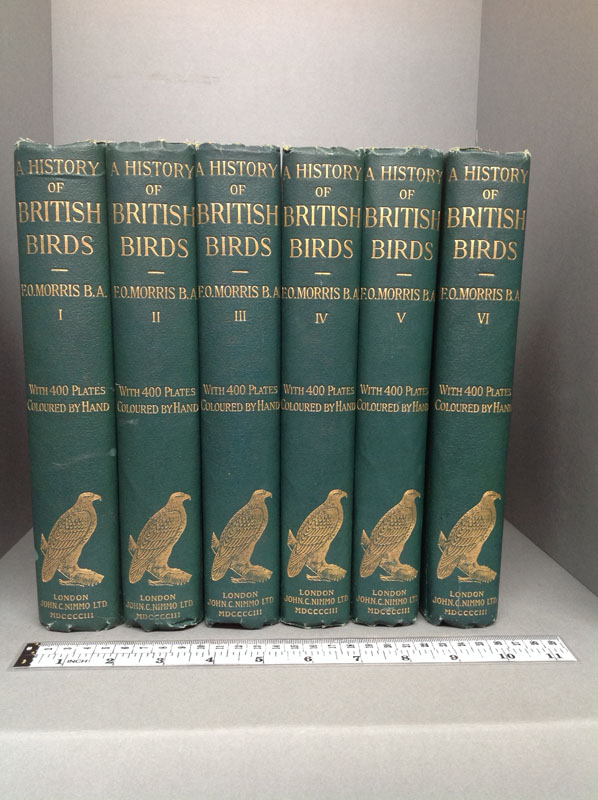 A HISTORY
OF
BRITISH
BIRDS
F.O. MORRIS B.A.
I
WITH 400 PLATES
COLOURED BY HAND
LONDON
JOHN. C. NIMMO LTD.
MDCCCCIII
A HISTORY
OF
BRITISH
BIRDS
F.O. MORRIS B.A.
II
WITH 400 PLATES
COLOURED BY HAND
LONDON
JOHN. C. NIMMO LTD.
MDCCCCIII
A HISTORY
OF
BRITISH
BIRDS
F.O. MORRIS B.A.
III
WITH 400 PLATES
COLOURED BY HAND
LONDON
JOHN. C. NIMMO LTD.
MDCCCCIII
A HISTORY
OF
BRITISH
BIRDS
F.O. MORRIS B.A.
IV
WITH 400 PLATES
COLOURED BY HAND
LONDON
JOHN. C. NIMMO LTD.
MDCCCCIII
A HISTORY
OF
BRITISH
BIRDS
F.O. MORRIS B.A.
V
WITH 400 PLATES
COLOURED BY HAND
LONDON
JOHN. C. NIMMO LTD.
MDCCCCIII
A HISTORY
OF
BRITISH
BIRDS
F.O. MORRIS B.A.
VI
WITH 400 PLATES
COLOURED BY HAND
LONDON
JOHN. C. NIMMO LTD.
MDCCCCIII
1 INCH 2 3 4 5 6 7 8 9 10 11